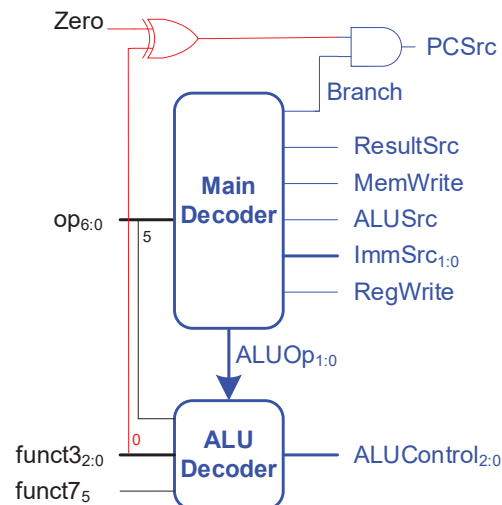 Zero
PCSrc
Branch
Main
Decoder
ResultSrc
MemWrite
op6:0
5
ALUSrc
ImmSrc1:0
RegWrite
ALUOp1:0
0
funct32:0
ALU
Decoder
ALUControl2:0
funct75